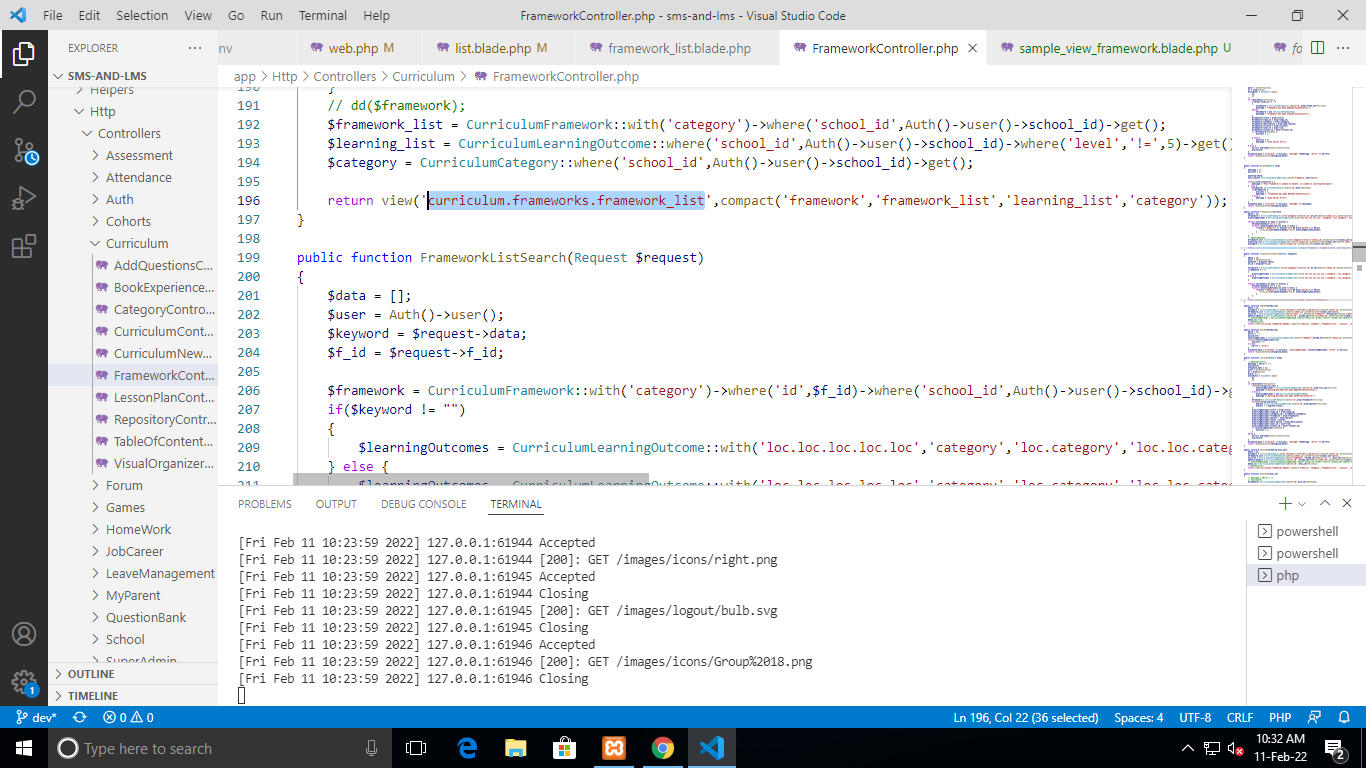 File Edit Selection View Go Run Terminal Help FrameworkController.php - sms-and-lms - Visual Studio Code
EXPLORER
nv web.php M list.blade.php M framework_list.blade.php FrameworkController.php sample_view_framework.blade.php U fo
SMS-AND-LMS
app > Http > Controllers > Curriculum > FrameworkController.php
Helpers
Http
Controllers
Assessment
Attendance
Auth
Cohorts
Curriculum
AddQuestionsC...
BookExperience...
CategoryContro...
CurriculumCont...
CurriculumNew...
FrameworkCont...
LessonPlanCont...
RepositoryContr...
TableOfContent...
VisualOrganizer...
Forum
Games
HomeWork
JobCareer
LeaveManagement
MyParent
QuestionBank
School
SuperAdmin
OUTLINE
TIMELINE
190 }
191 // dd($framework);
192 $framework_list = CurriculumFramework::with('category')->where('school_id',Auth()->user()->school_id)->get();
193 $learning_list = CurriculumLearningOutcome::where('school_id',Auth()->user()->school_id)->where('level','!=',5)->get()
194 $category = CurriculumCategory::where('school_id',Auth()->user()->school_id)->get();
195
196 return view('curriculum.frameworks.framework_list',compact('framework','framework_list','learning_list','category'));
197 }
198
199 public function FrameworkListSearch(Request $request)
200 {
201 $data = [];
202 $user = Auth()->user();
203 $keyword = $request->data;
204 $f_id = $request->f_id;
205
206 $framework = CurriculumFramework::with('category')->where('id',$f_id)->where('school_id',Auth()->user()->school_id)->g
207 if($keyword != "")
208 {
209 $learningOutcomes = CurriculumLearningOutcome::with('loc.loc.loc.loc.loc','category','loc.category','loc.loc.categ
210 } else {
211 $learningOutcomes = CurriculumLearningOutcome::with('loc.loc.loc.loc.loc','category','loc.category','loc.loc.categ
PROBLEMS OUTPUT DEBUG CONSOLE TERMINAL
[Fri Feb 11 10:23:59 2022] 127.0.0.1:61944 Accepted
[Fri Feb 11 10:23:59 2022] 127.0.0.1:61944 [200]: GET /images/icons/right.png
[Fri Feb 11 10:23:59 2022] 127.0.0.1:61945 Accepted
[Fri Feb 11 10:23:59 2022] 127.0.0.1:61944 Closing
[Fri Feb 11 10:23:59 2022] 127.0.0.1:61945 [200]: GET /images/logout/bulb.svg
[Fri Feb 11 10:23:59 2022] 127.0.0.1:61945 Closing
[Fri Feb 11 10:23:59 2022] 127.0.0.1:61946 Accepted
[Fri Feb 11 10:23:59 2022] 127.0.0.1:61946 [200]: GET /images/icons/Group%2018.png
[Fri Feb 11 10:23:59 2022] 127.0.0.1:61946 Closing
powershell
powershell
php
1
dev* 0 0 Ln 196, Col 22 (36 selected) Spaces: 4 UTF-8 CRLF PHP
Type here to search
10:32 AM
11-Feb-22
2